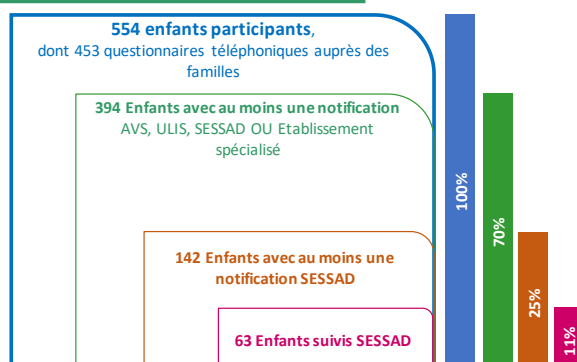 554 enfants participants,
dont 453 questionnaires téléphoniques auprès des
familles
394 Enfants avec au moins une notification
AVS, ULIS, SESSAD OU Etablissement
spécialisé
142 Enfants avec au moins une
notification SESSAD
63 Enfants suivis SESSAD
100%
70%
25%
11%